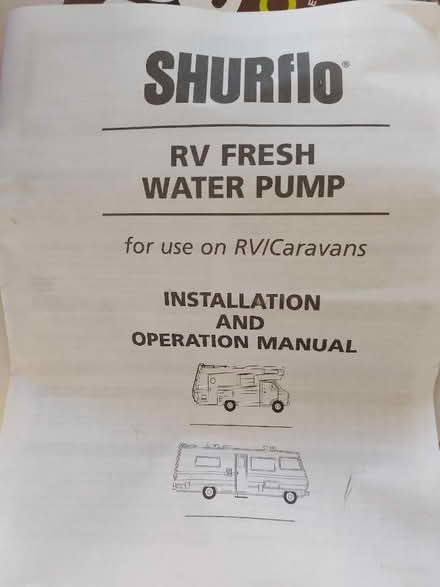 SHURflo®
RV FRESH
WATER PUMP
for use on RV/Caravans
INSTALLATION
AND
OPERATION MANUAL